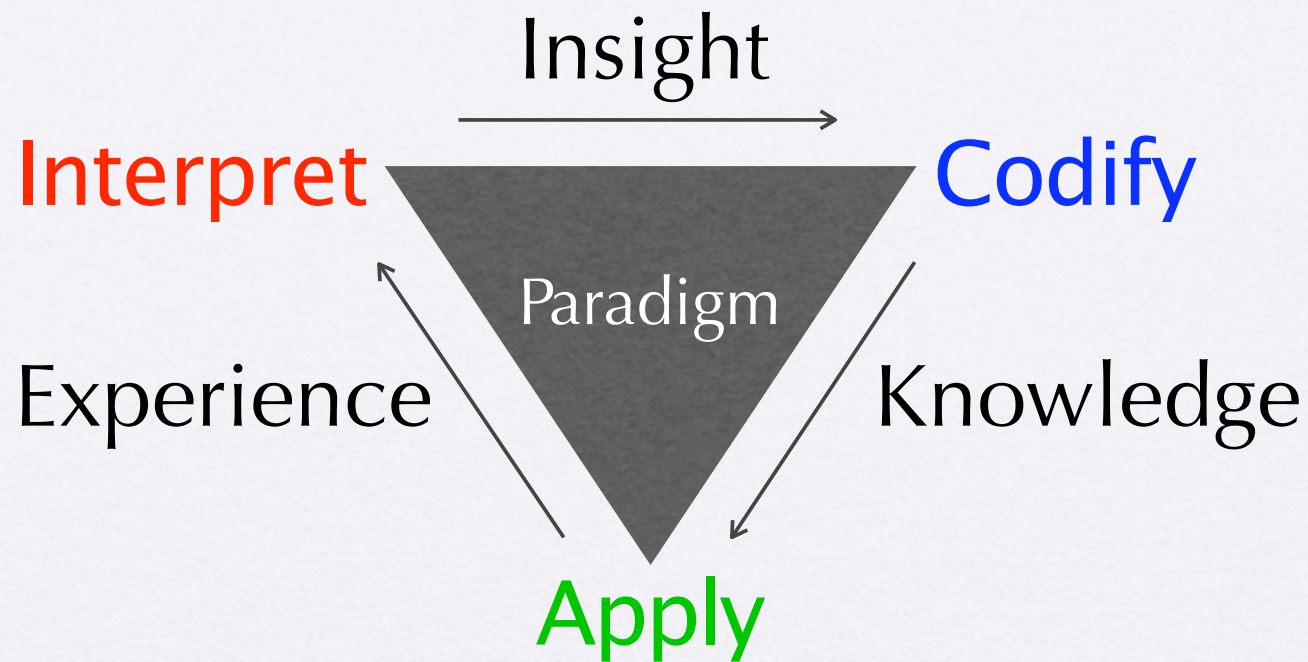 Insight
Interpret
Codify
Paradigm
Experience
Knowledge
Apply